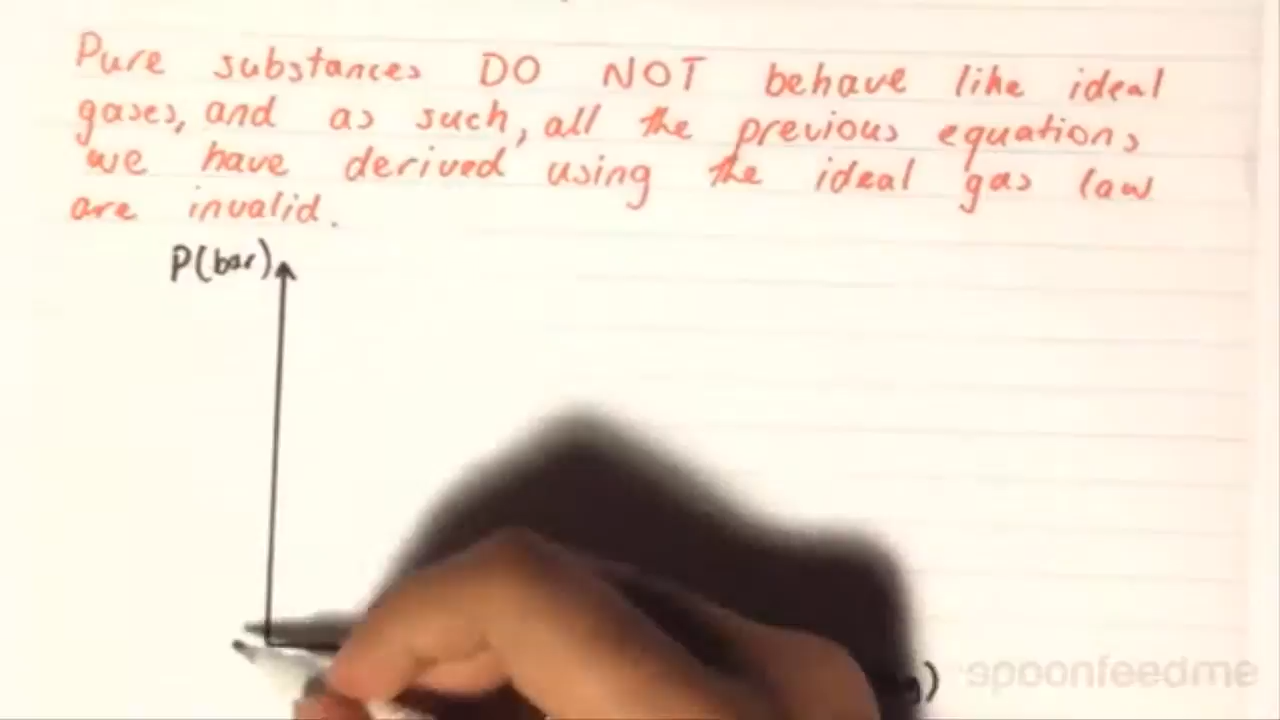 Pure substances DO NOT behave like ideal
gases, and as such, all the previous equations
we have derived using the ideal gas law
are invalid.
P(bar)
spoonfeedme